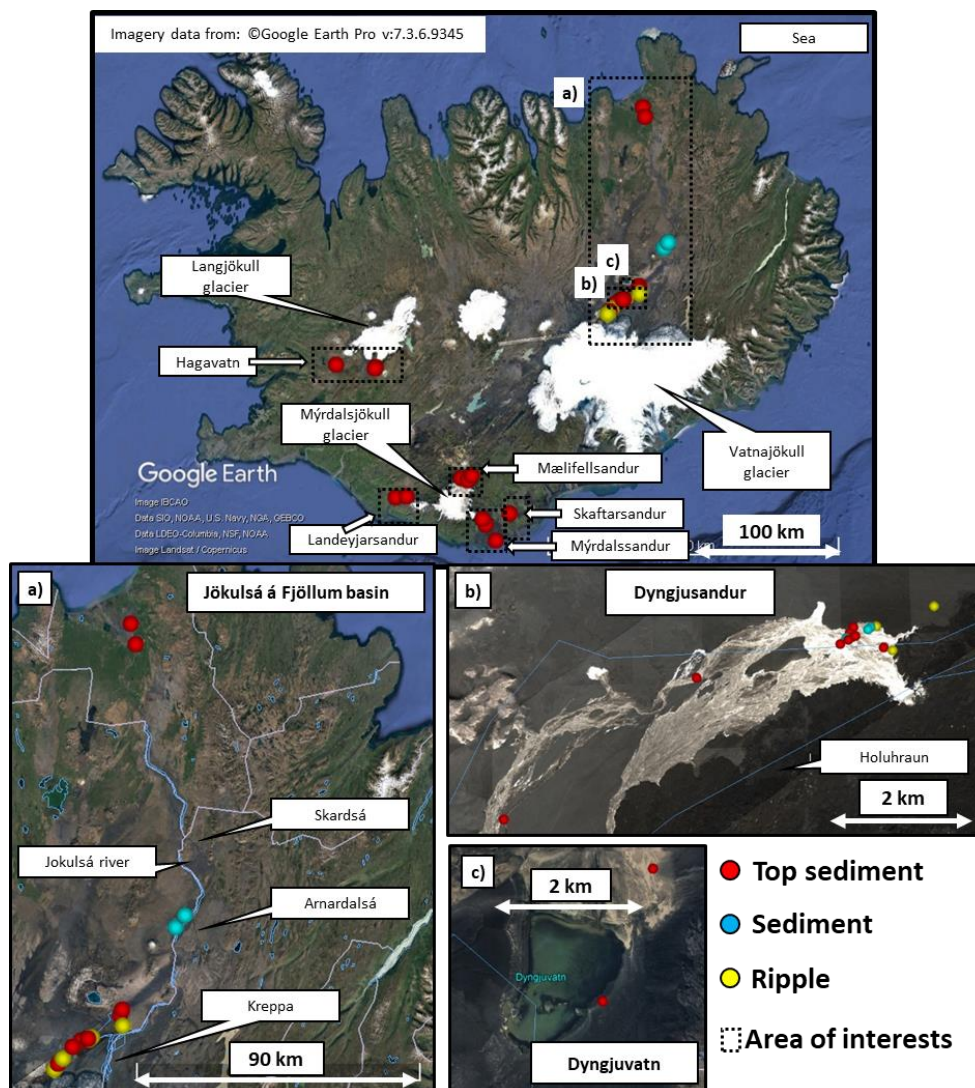 Imagery data from: ©Google Earth Pro v:7.3.6.9345
Sea
a)
c)
b)
Langjökull
glacier
Hagavatn
Mýrdalsjökull
glacier
Vatnajökull
glacier
Mælifellsandur
Skaftarsandur
Landeyjarsandur
Mýrdalssandur
Google Earth
Image IBCAO
Data SIO, NOAA, U.S. Navy, NGA, GEBCO
Data LDEO-Columbia, NSF, NOAA
Image Landsat / Copernicus
100 km
a)
Jökulsá á Fjöllum basin
Skardsá
Jokulsá river
Arnardalsá
Kreppa
90 km
b)
Dyngjusandur
Holuhraun
2 km
c)
2 km
Dyngjuvatn
Dyngjuvatn
Top sediment
Sediment
Ripple
Area of interests